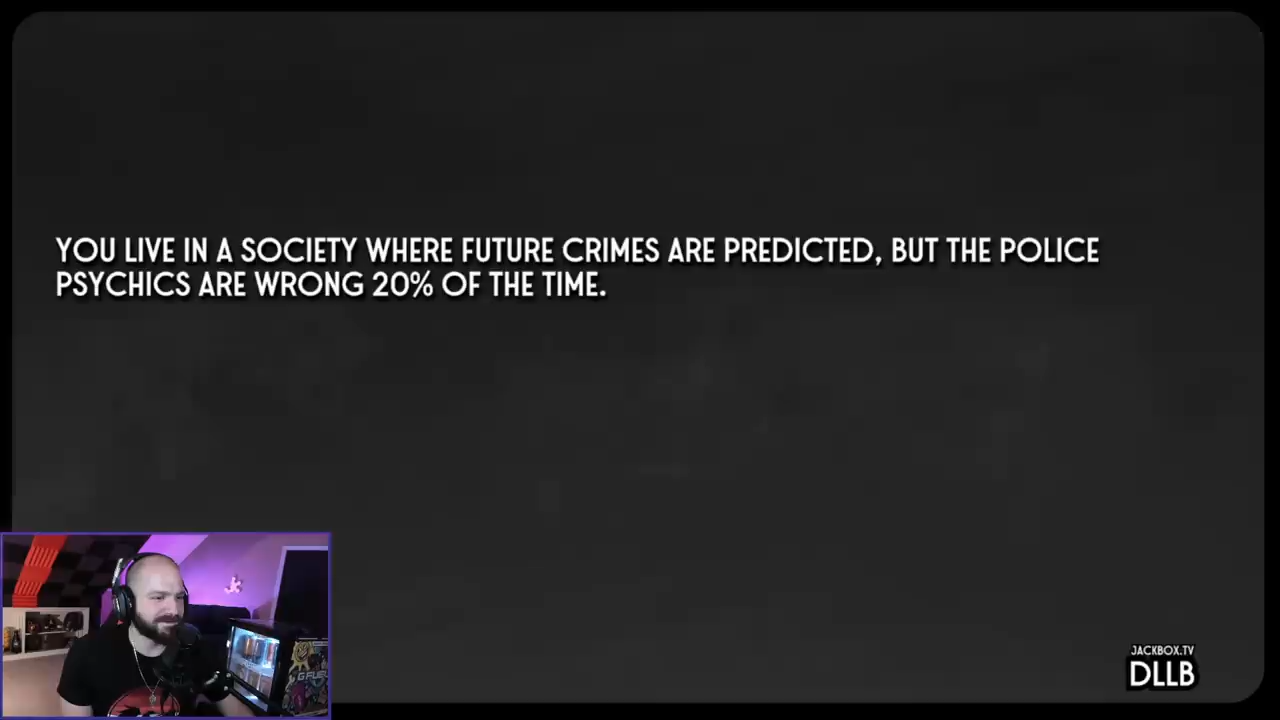 YOU LIVE IN A SOCIETY WHERE FUTURE CRIMES ARE PREDICTED, BUT THE POLICE
PSYCHICS ARE WRONG 20% OF THE TIME.
G FUEL
JACKBOX.TV
DLLB